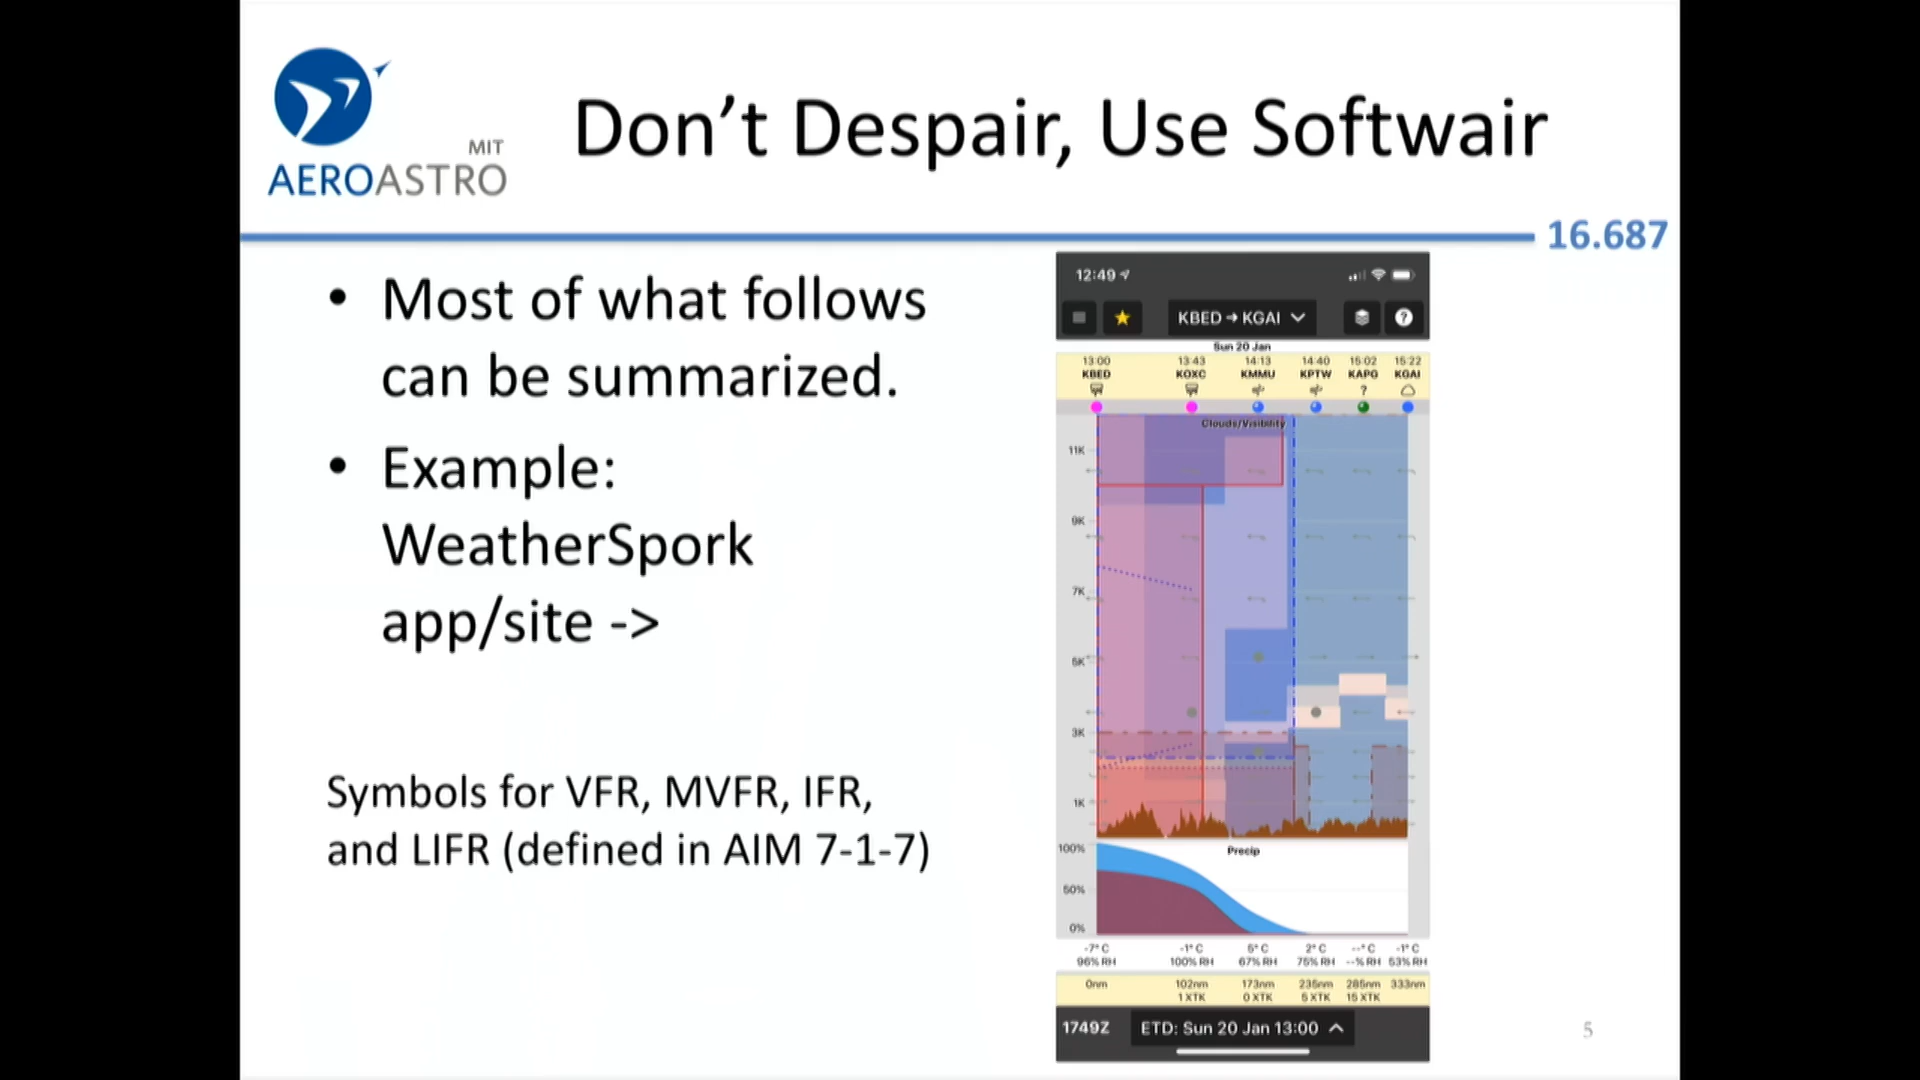 MIT
AEROASTRO
Don’t Despair, Use Softwair
16.687
• Most of what follows
can be summarized.
• Example:
WeatherSpork
app/site ->
Symbols for VFR, MVFR, IFR,
and LIFR (defined in AIM 7-1-7)
12:49
KBED → KGAI
?
Sun 20 Jan
13:00 13:43 14:13 14:40 15:02 15:22
KBED KOXC KMMU KPTW KAPG KGAI
?
Clouds/Visibility
11K
9K
7K
5K
3K
1K
Precip
100%
50%
0%
-7° C -1° C 6° C 2° C --° C -1° C
96% RH 100% RH 67% RH 75% RH --% RH 53% RH
0nm 102nm 173nm 235nm 285nm 333nm
1 XTK 0 XTK 5 XTK 15 XTK
1749Z ETD: Sun 20 Jan 13:00
5